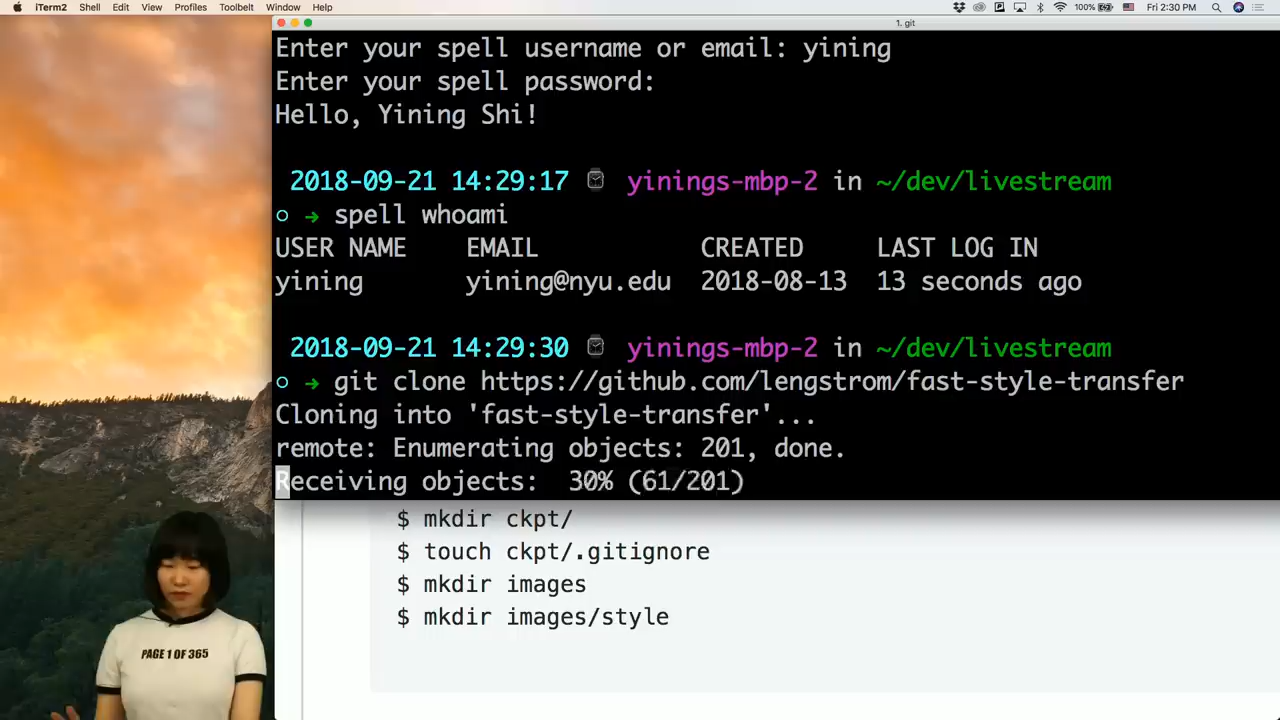 iTerm2 Shell Edit View Profiles Toolbelt Window Help 100% Fri 2:30 PM
1. git
Enter your spell username or email: yining
Enter your spell password:
Hello, Yining Shi!
2018-09-21 14:29:17 yinings-mbp-2 in ~/dev/livestream
○ → spell whoami
USER NAME EMAIL CREATED LAST LOG IN
yining yining@nyu.edu 2018-08-13 13 seconds ago
2018-09-21 14:29:30 yinings-mbp-2 in ~/dev/livestream
○ → git clone https://github.com/lengstrom/fast-style-transfer
Cloning into 'fast-style-transfer'...
remote: Enumerating objects: 201, done.
Receiving objects: 30% (61/201)
$ mkdir ckpt/
$ touch ckpt/.gitignore
$ mkdir images
$ mkdir images/style
PAGE 1 OF 365